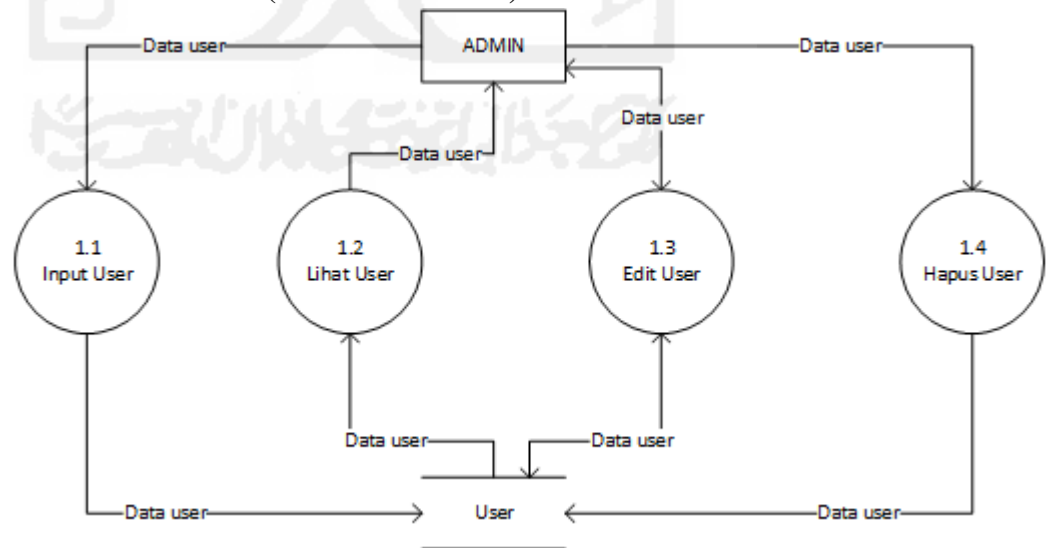 ADMIN
Data user
Data user
Data user
Data user
1.1
Input User
1.2
Lihat User
1.3
Edit User
1.4
Hapus User
Data user
Data user
Data user
User
Data user